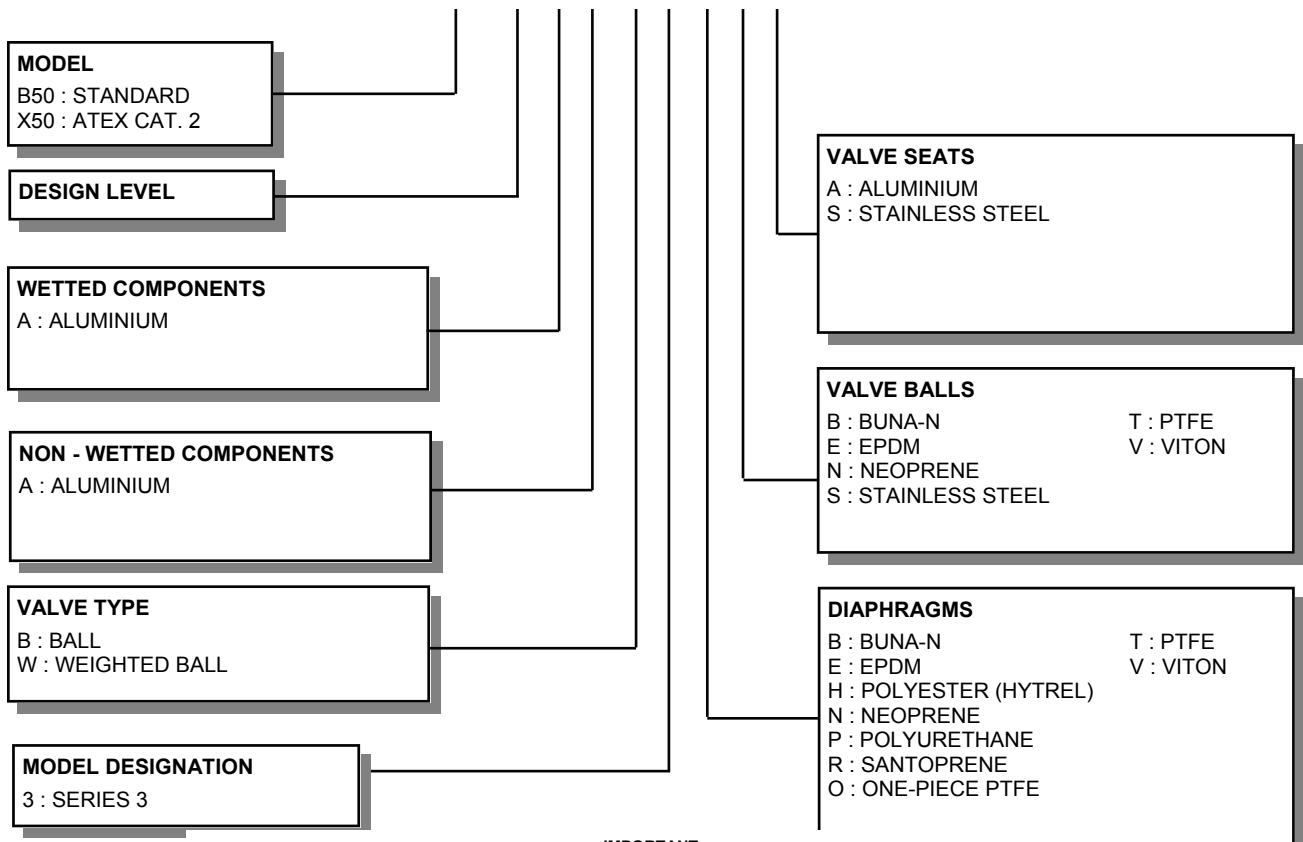 MODEL
B50 : STANDARD
X50 : ATEX CAT. 2
DESIGN LEVEL
WETTED COMPONENTS
A : ALUMINIUM
NON - WETTED COMPONENTS
A : ALUMINIUM
VALVE TYPE
B : BALL
W : WEIGHTED BALL
MODEL DESIGNATION
3 : SERIES 3
VALVE SEATS
A : ALUMINIUM
S : STAINLESS STEEL
VALVE BALLS
B : BUNA-N T : PTFE
E : EPDM V : VITON
N : NEOPRENE
S : STAINLESS STEEL
DIAPHRAGMS
B : BUNA-N T : PTFE
E : EPDM V : VITON
H : POLYESTER (HYTREL)
N : NEOPRENE
P : POLYURETHANE
R : SANTOPRENE
O : ONE-PIECE PTFE
IMPORTANT